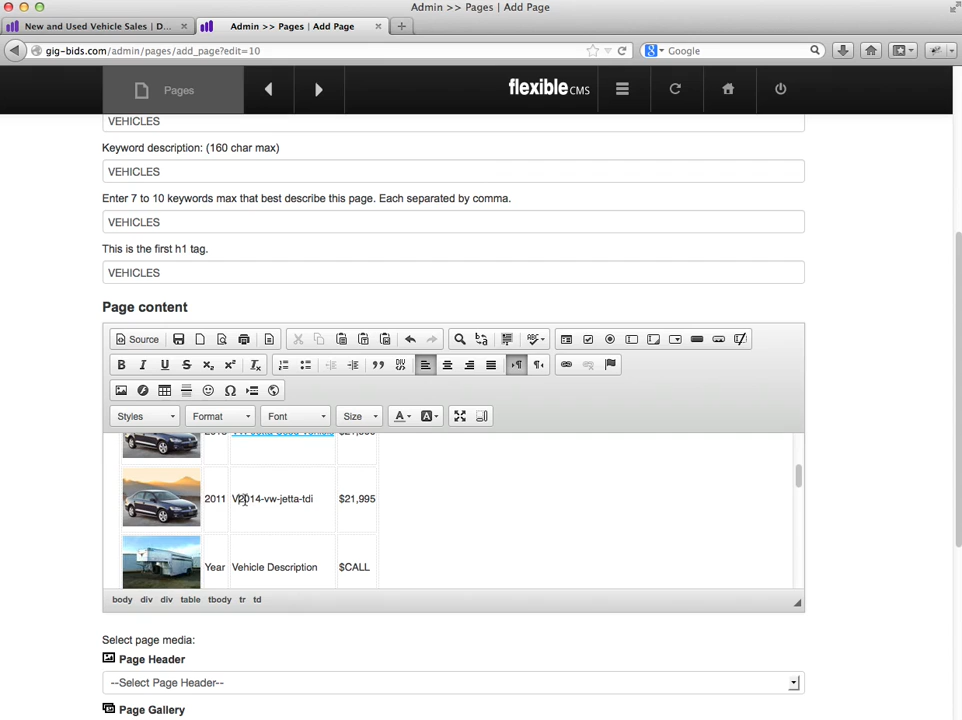 Admin >> Pages | Add Page
New and Used Vehicle Sales | D...
Admin >> Pages | Add Page
gig-bids.com/admin/pages/add_page?edit=10
Google
Pages
flexibleCMS
VEHICLES
Keyword description: (160 char max)
VEHICLES
Enter 7 to 10 keywords max that best describe this page. Each separated by comma.
VEHICLES
This is the first h1 tag.
VEHICLES
Page content
Source
Styles
Format
Font
Size
2011
V2014-vw-jetta-tdi
$21,995
Year
Vehicle Description
$CALL
body div div table tbody tr td
Select page media:
Page Header
--Select Page Header--
Page Gallery